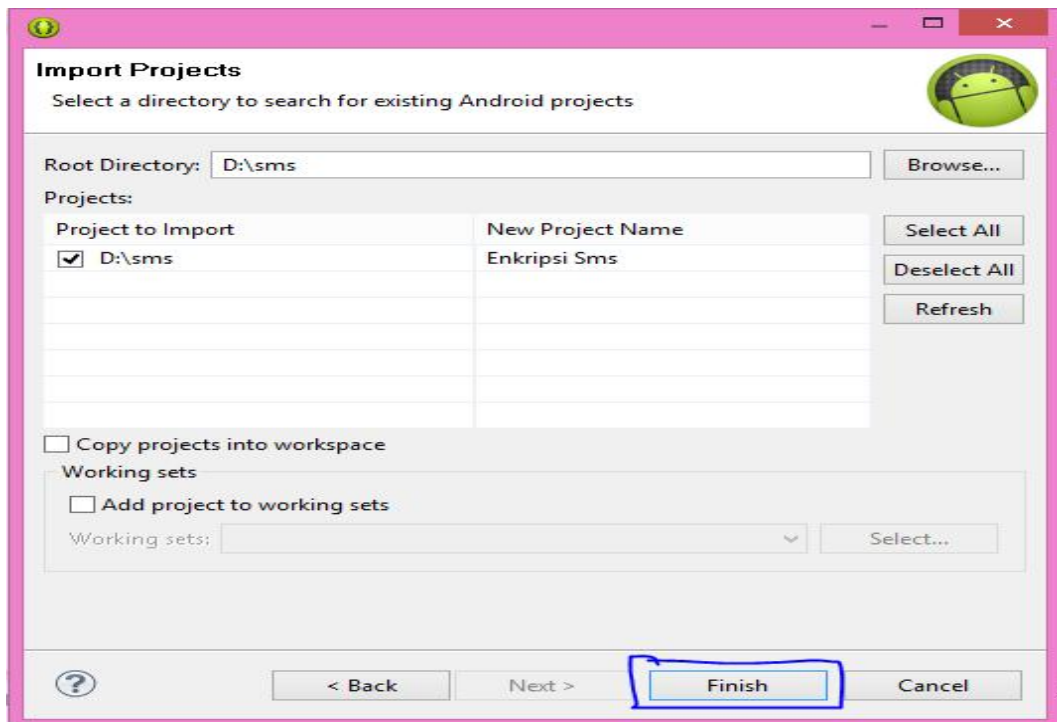 Import Projects
Select a directory to search for existing Android projects
Root Directory: D:\sms Browse...
Projects:
Project to Import New Project Name Select All
D:\sms Enkripsi Sms
Deselect All
Refresh
Copy projects into workspace
Working sets
Add project to working sets
Working sets: Select...
? < Back Next > Finish Cancel